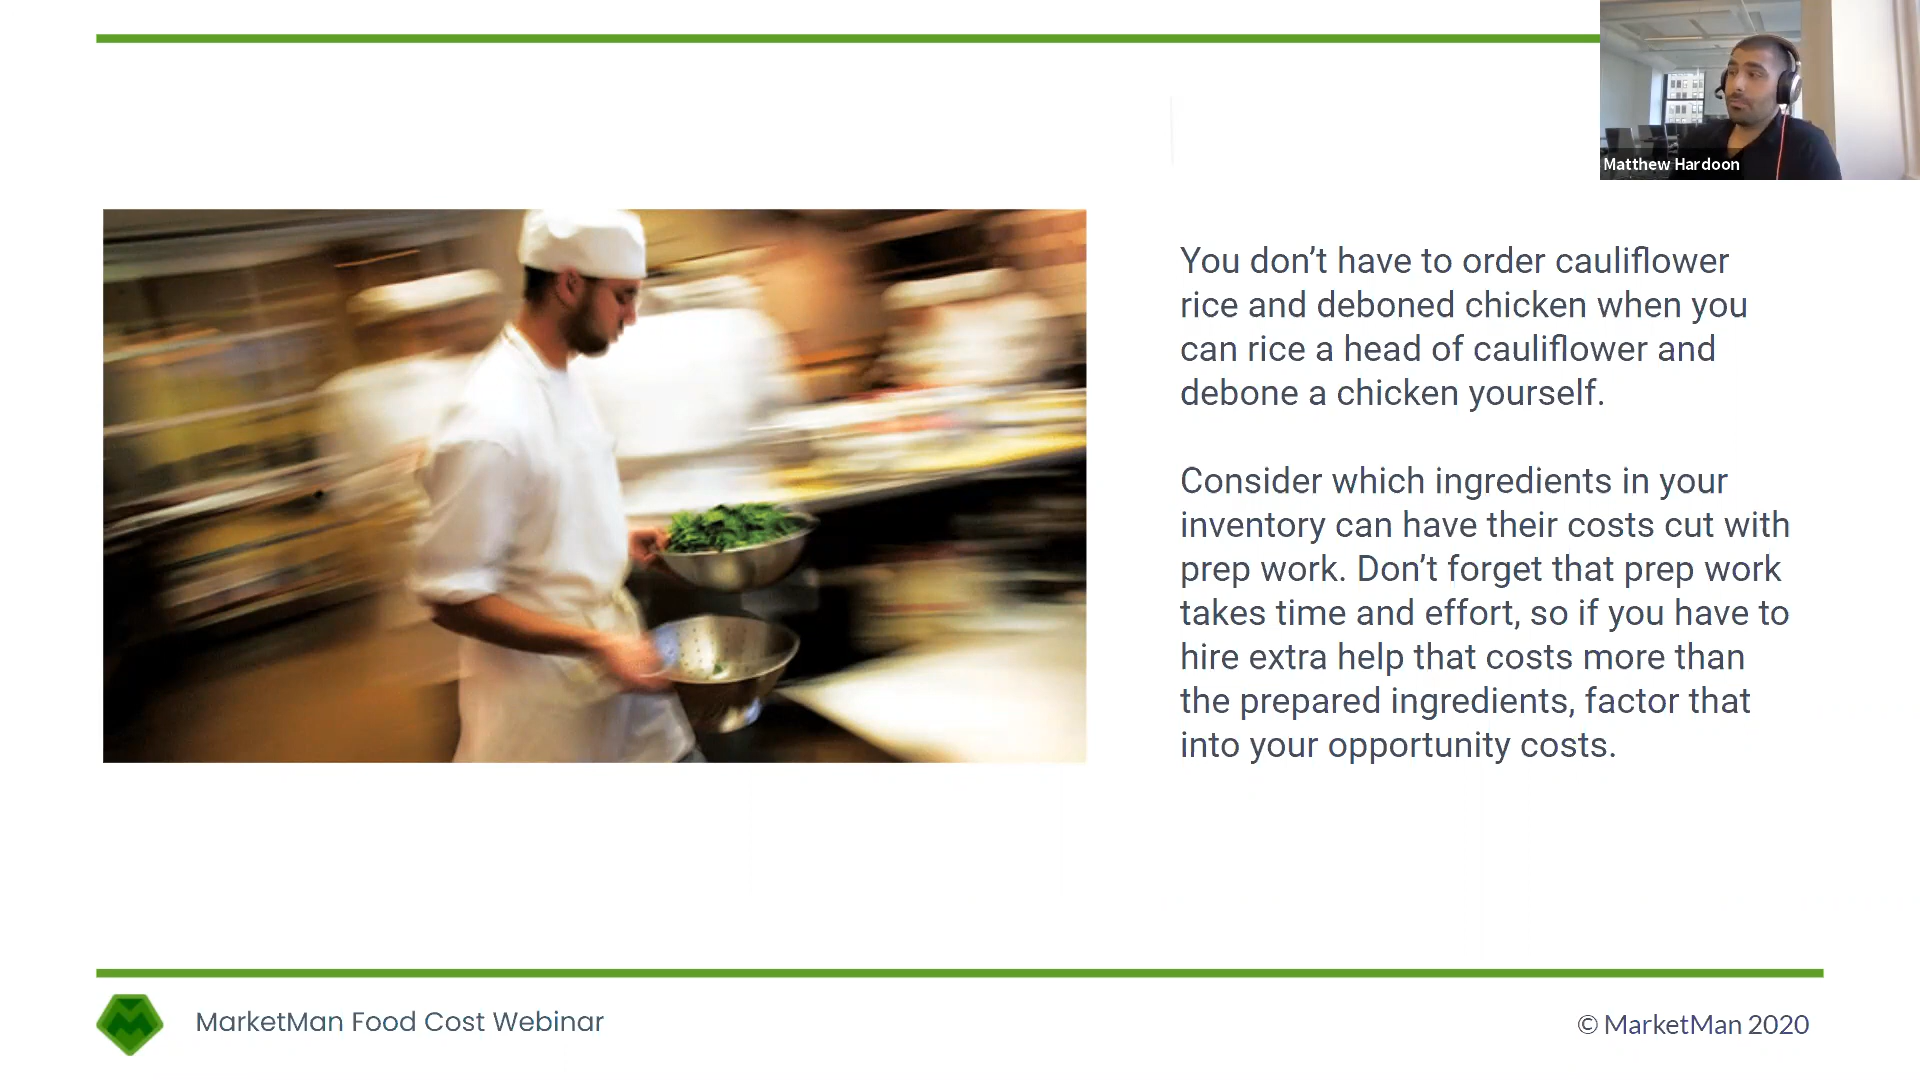 Matthew Hardoon
You don’t have to order cauliflower
rice and deboned chicken when you
can rice a head of cauliflower and
debone a chicken yourself.
Consider which ingredients in your
inventory can have their costs cut with
prep work. Don’t forget that prep work
takes time and effort, so if you have to
hire extra help that costs more than
the prepared ingredients, factor that
into your opportunity costs.
MarketMan Food Cost Webinar
© MarketMan 2020